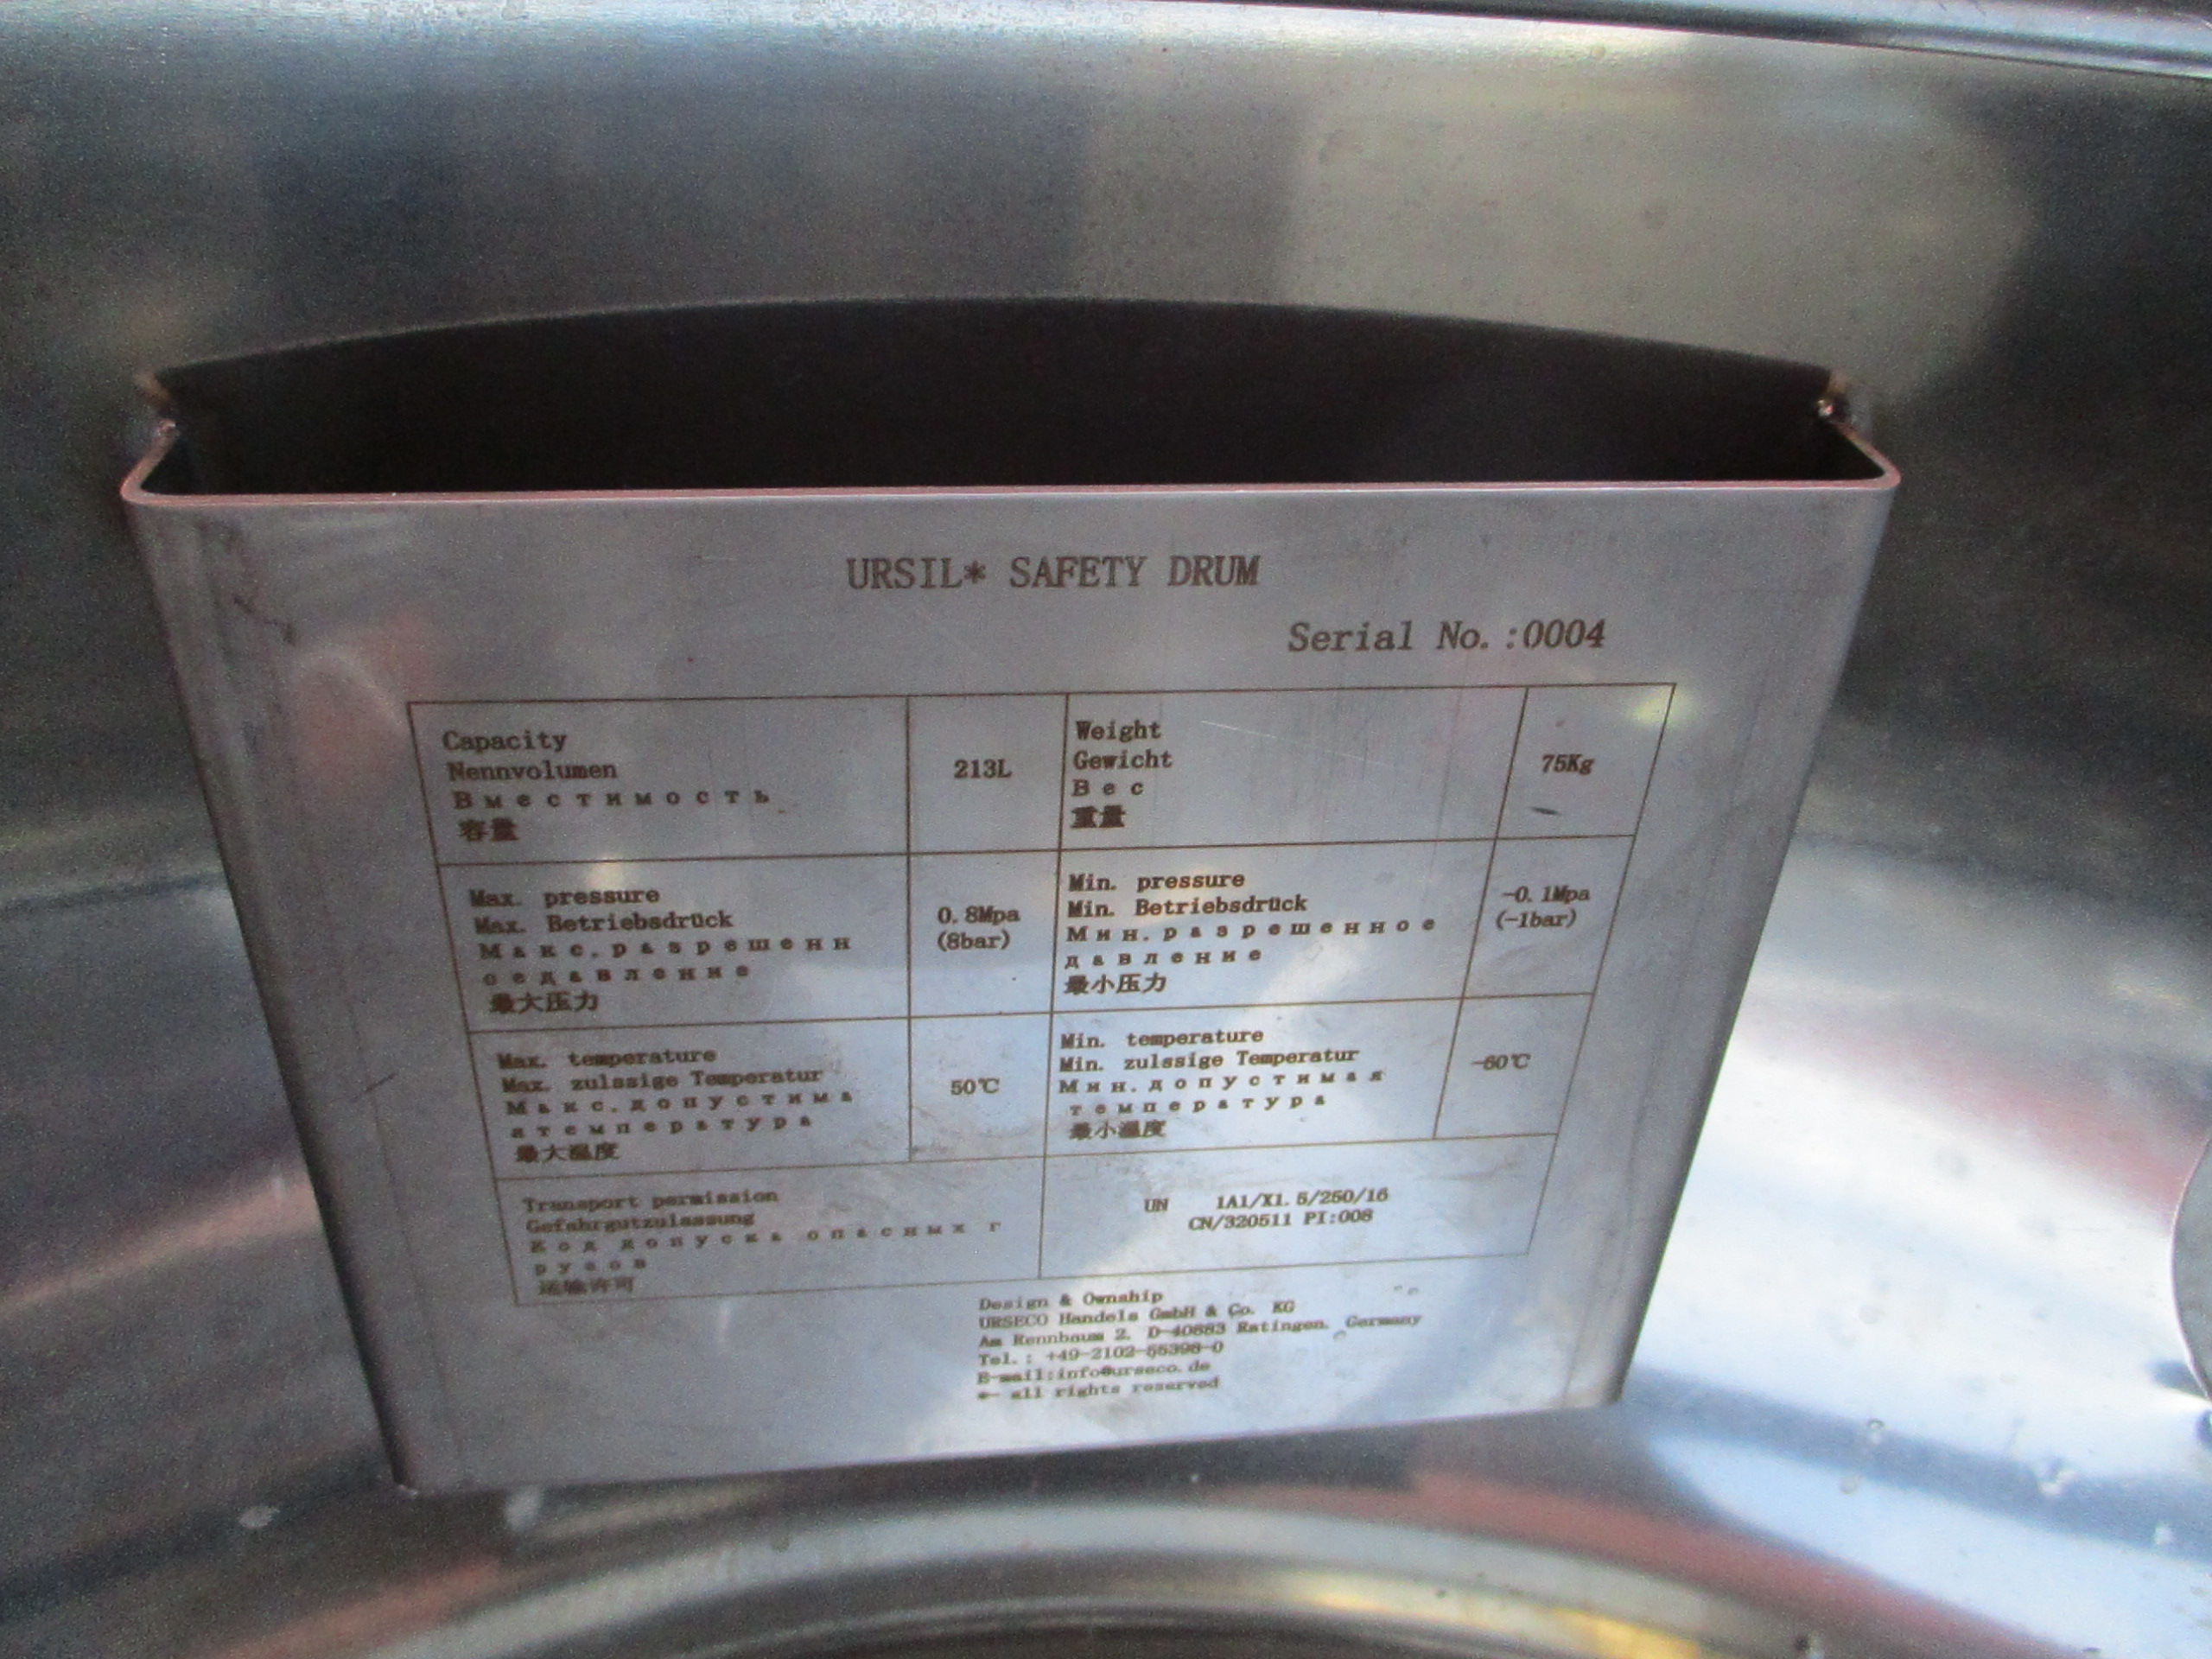 URSIL* SAFETY DRUM
Serial No.:0004
Capacity
Nennvolumen
Вместимость
容量
213L
Weight
Gewicht
Вес
重量
75Kg
Max. pressure
Max. Betriebsdrück
Макс.разрешенн
оедавление
最大压力
0.8Mpa
(8bar)
Min. pressure
Min. Betriebsdrück
Мин.разрешенное
давление
最小压力
-0.1Mpa
(-1bar)
Max. temperature
Max. zulssige Temperatur
Макс.допустима
ятемпература
最大温度
50℃
Min. temperature
Min. zulssige Temperatur
Мин.допустимая
температура
最小温度
-60℃
Transport permission
Gefahrgutzulassung
Код допуска опасных г
рузов
运输许可
UN 1A1/X1.5/250/16
CN/320511 PI:008
Design & Ownship
URSECO Handels GmbH & Co. KG
Am Rennbaum 2. D-40883 Ratingen. Germany
Tel.: +49-2102-55398-0
E-mail:info@urseco.de
*- all rights reserved